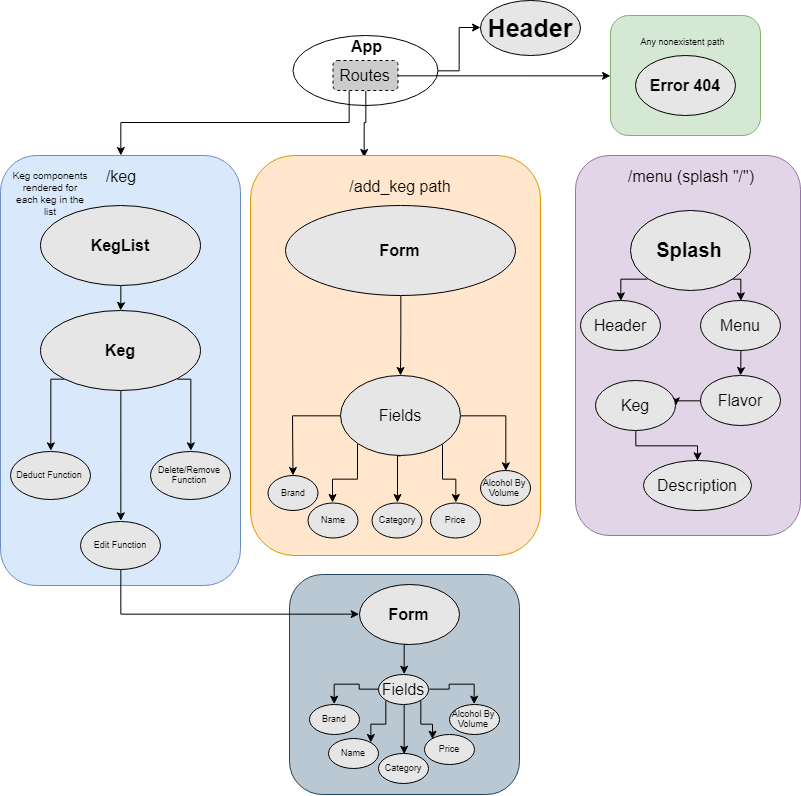 Header
App
Routes
Any nonexistent path
Error 404
Keg components
rendered for
each keg in the
list
/keg
KegList
Keg
Deduct Function
Delete/Remove
Function
Edit Function
/add_keg path
Form
Fields
Brand
Name
Category
Price
Alcohol By
Volume
/menu (splash "/")
Splash
Header
Menu
Flavor
Keg
Description
Form
Fields
Brand
Name
Category
Price
Alcohol By
Volume